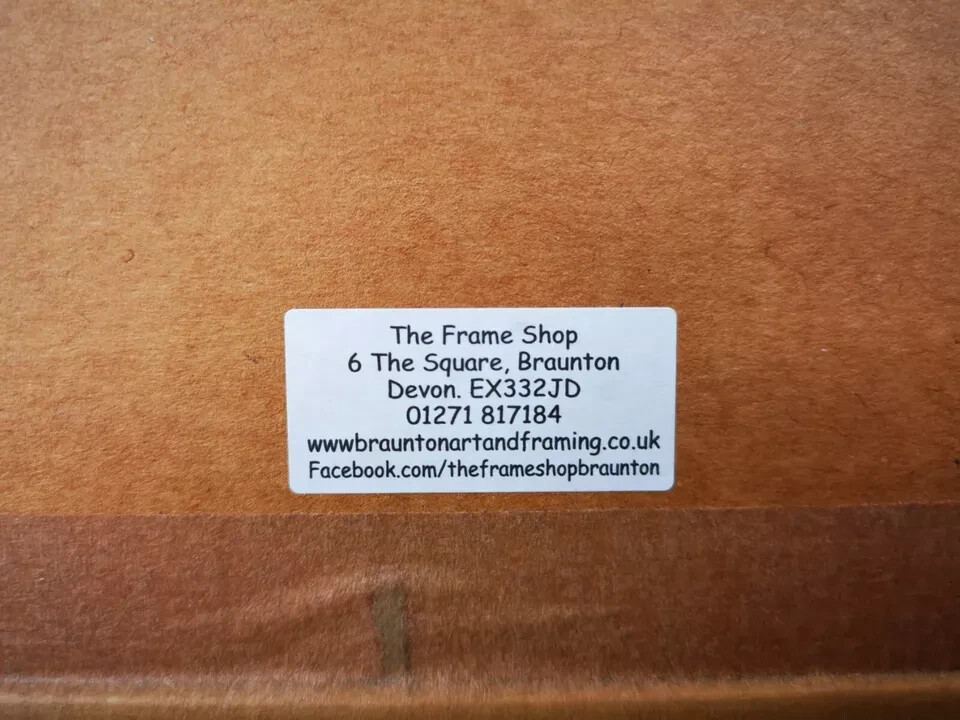 The Frame Shop
6 The Square, Braunton
Devon. EX332JD
01271 817184
www.brauntonartandframing.co.uk
Facebook.com/theframeshopbraunton